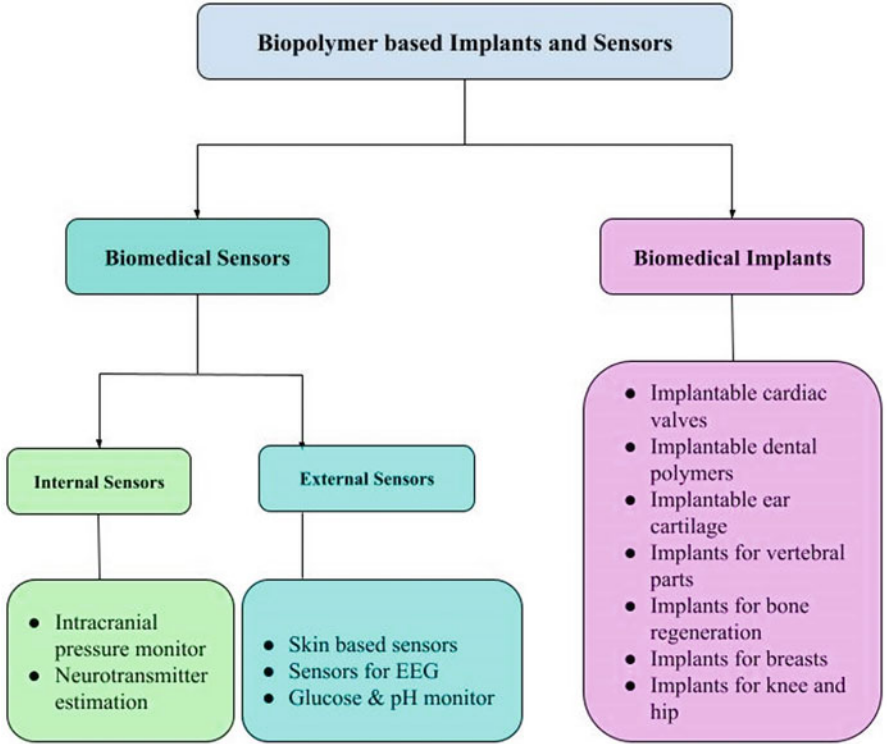 Biopolymer based Implants and Sensors
Biomedical Sensors
Biomedical Implants
Internal Sensors
External Sensors
● Intracranial
pressure monitor
● Neurotransmitter
estimation
● Skin based sensors
● Sensors for EEG
● Glucose & pH monitor
● Implantable cardiac
valves
● Implantable dental
polymers
● Implantable ear
cartilage
● Implants for vertebral
parts
● Implants for bone
regeneration
● Implants for breasts
● Implants for knee and
hip